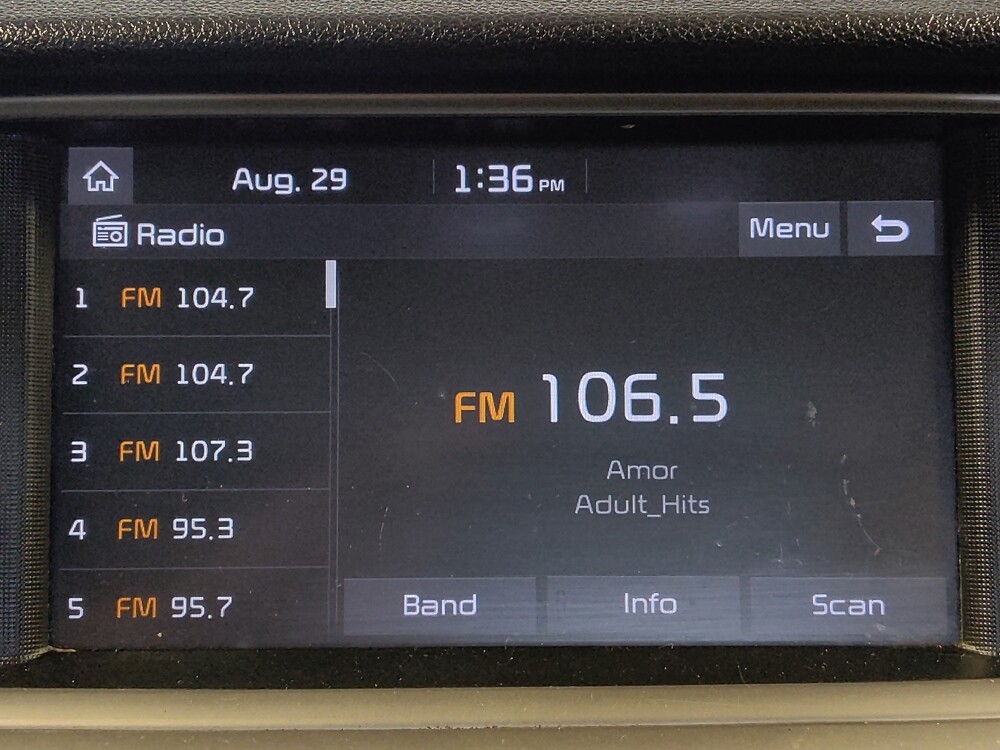 Aug. 29 1:36 PM
Radio Menu
1 FM 104.7
2 FM 104.7
3 FM 107.3
4 FM 95.3
5 FM 95.7
FM 106.5
Amor
Adult_Hits
Band Info Scan